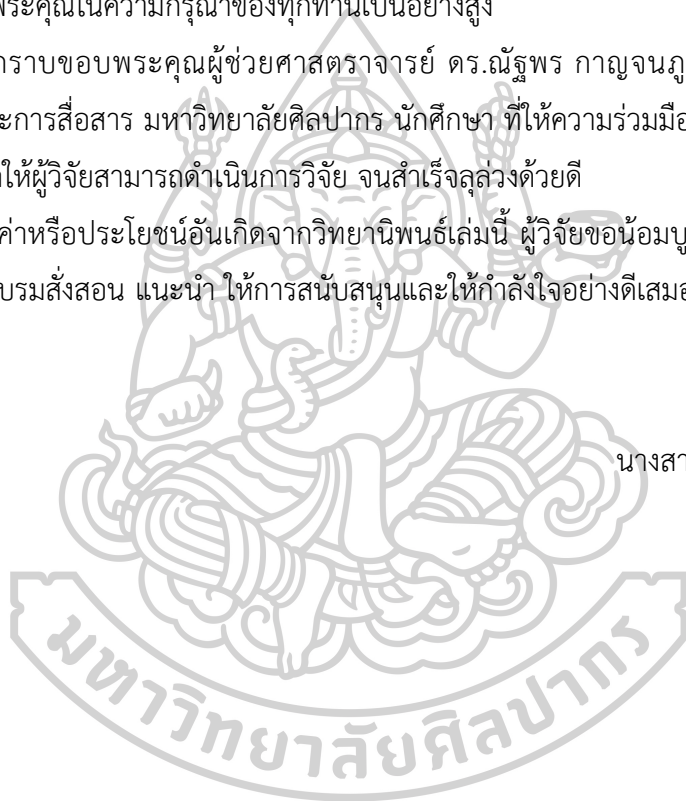 พระคุณในความกรุณาของทุกท่านเป็นอย่างสูง
กราบขอบพระคุณผู้ช่วยศาสตราจารย์ ดร.ณัฐพร กาญจนภู
ะการสื่อสาร มหาวิทยาลัยศิลปากร นักศึกษา ที่ให้ความร่วมมือ
ให้ผู้วิจัยสามารถดำเนินการวิจัย จนสำเร็จลุล่วงด้วยดี
ค่าหรือประโยชน์อันเกิดจากวิทยานิพนธ์เล่มนี้ ผู้วิจัยขอน้อมบู
บรมสั่งสอน แนะนำ ให้การสนับสนุนและให้กำลังใจอย่างดีเสมอ
นางสา
มหาวิทยาลัยศิลปากร